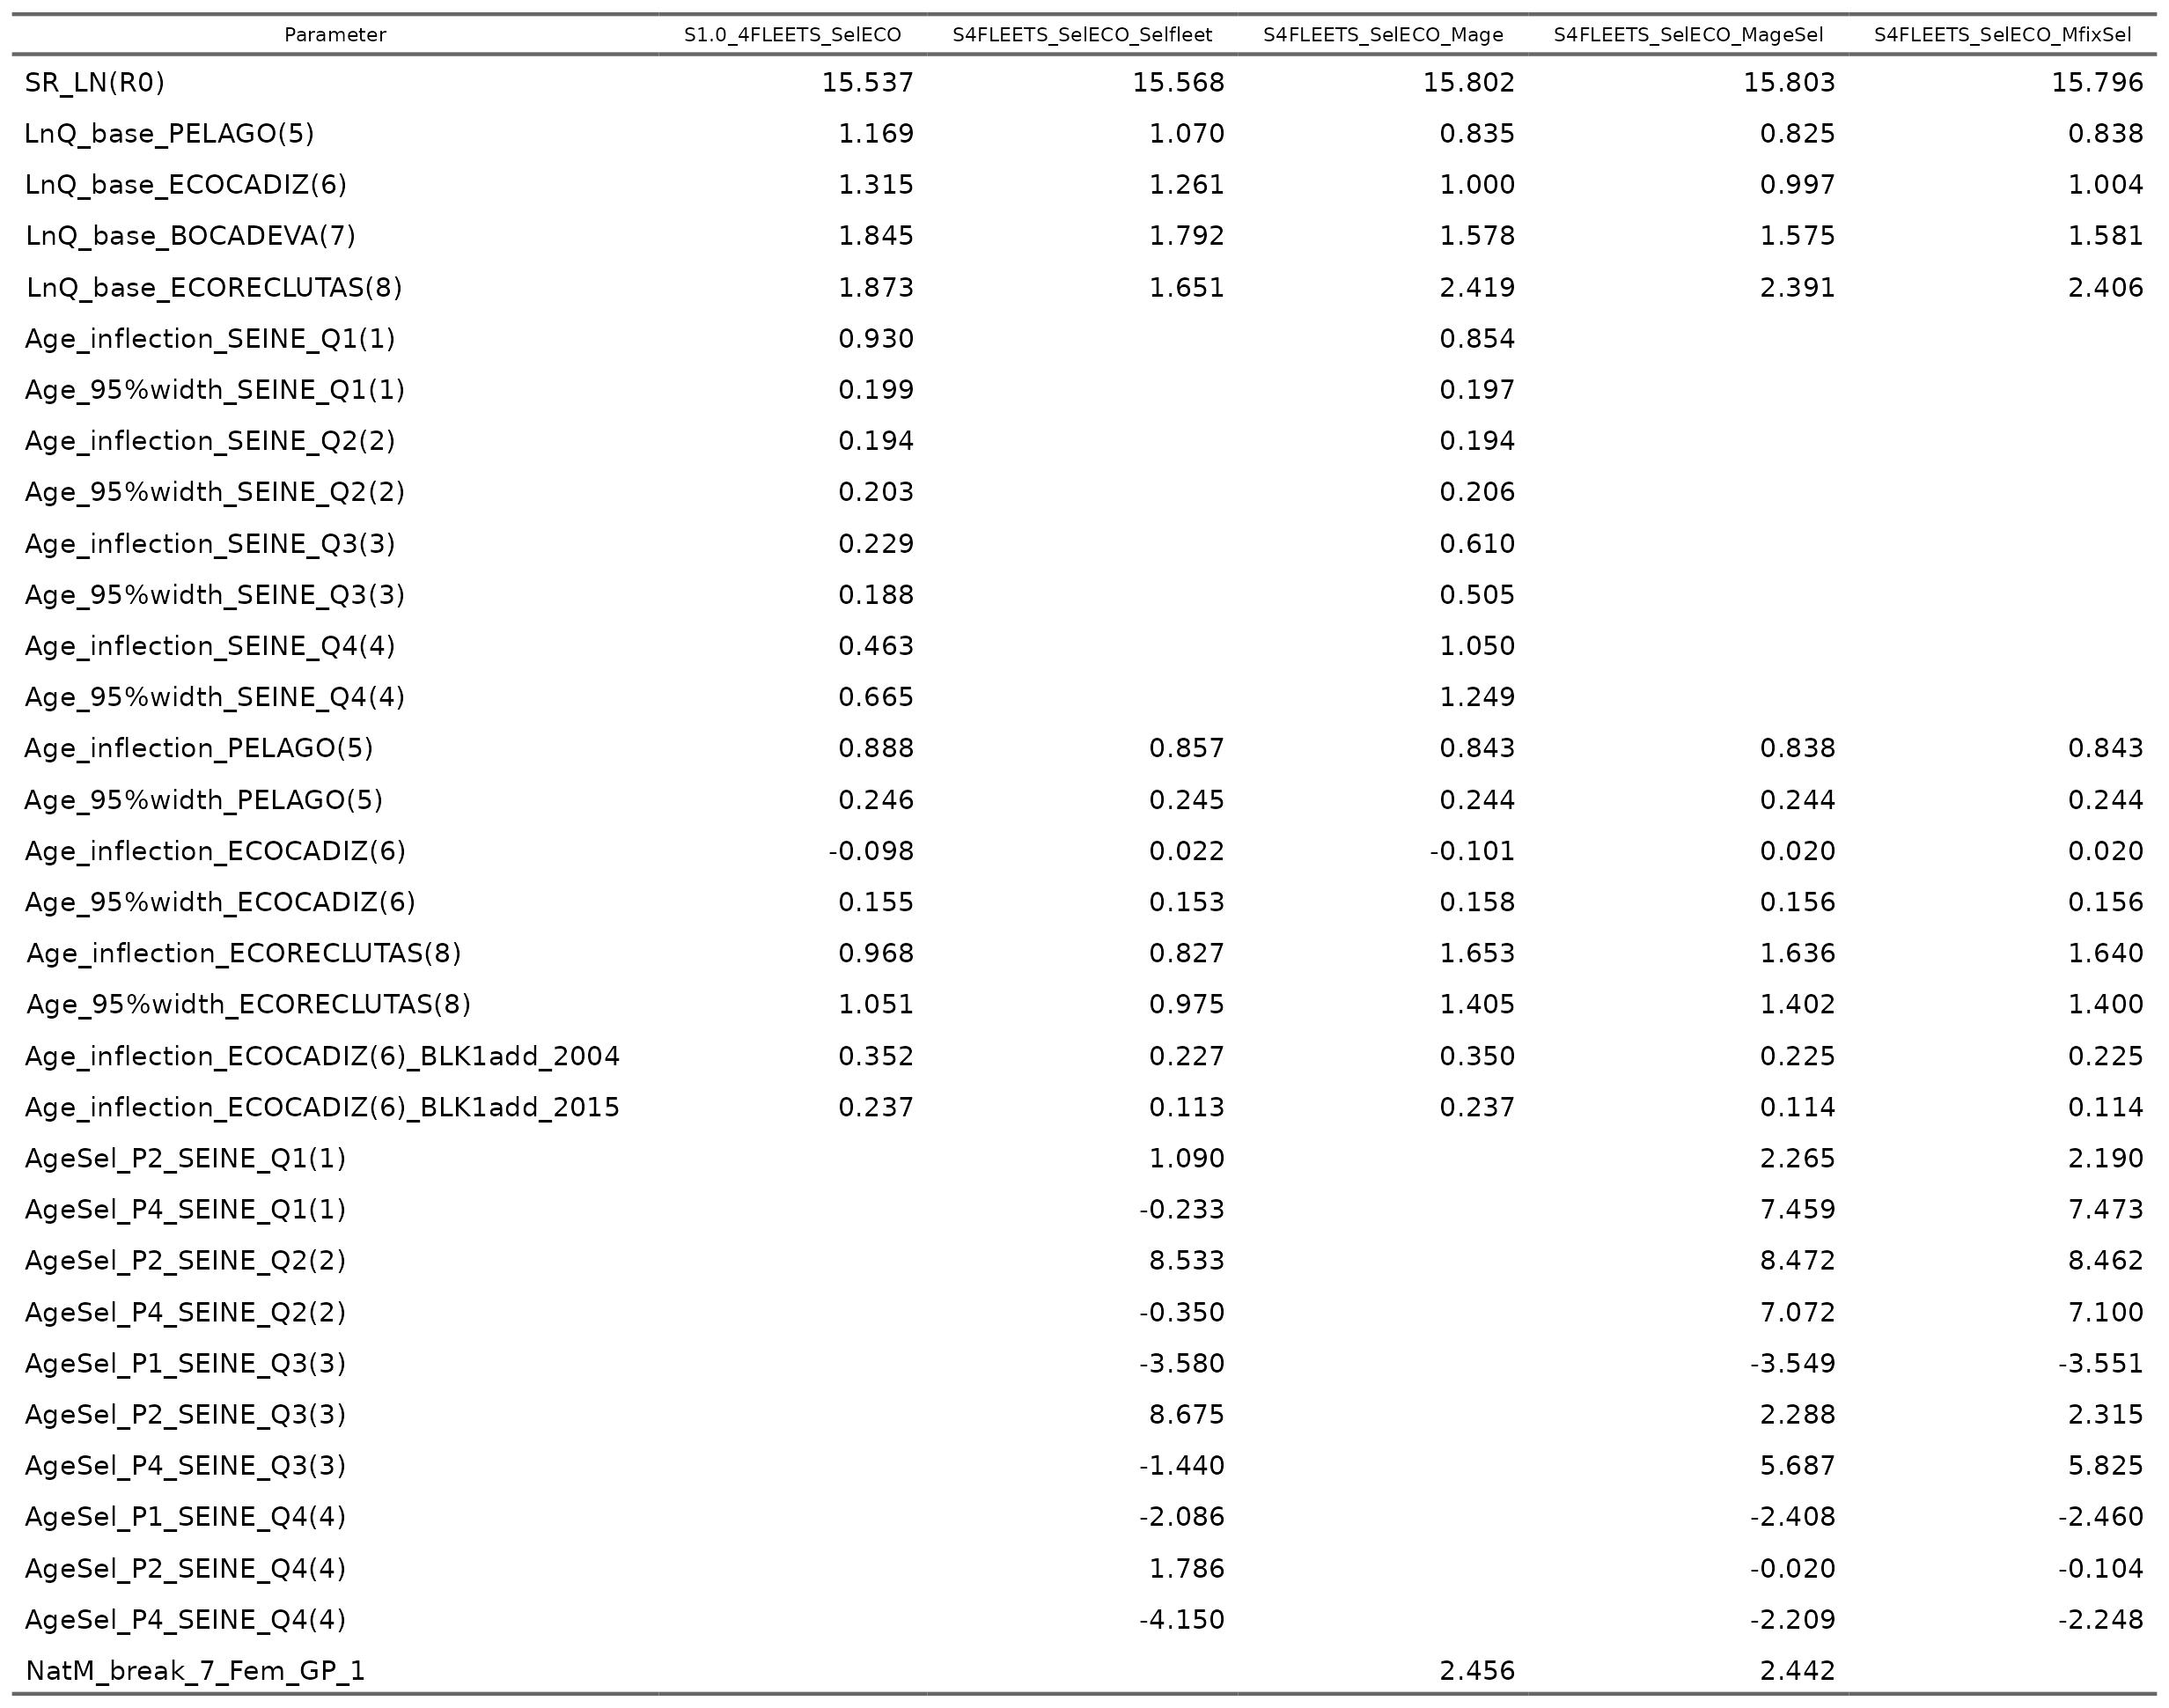 Parameter S1.0_4FLEETS_SelECO S4FLEETS_SelECO_Selfleet S4FLEETS_SelECO_Mage S4FLEETS_SelECO_MageSel S4FLEETS_SelECO_MfixSel
SR_LN(R0) 15.537 15.568 15.802 15.803 15.796
LnQ_base_PELAGO(5) 1.169 1.070 0.835 0.825 0.838
LnQ_base_ECOCADIZ(6) 1.315 1.261 1.000 0.997 1.004
LnQ_base_BOCADEVA(7) 1.845 1.792 1.578 1.575 1.581
LnQ_base_ECORECLUTAS(8) 1.873 1.651 2.419 2.391 2.406
Age_inflection_SEINE_Q1(1) 0.930 0.854
Age_95%width_SEINE_Q1(1) 0.199 0.197
Age_inflection_SEINE_Q2(2) 0.194 0.194
Age_95%width_SEINE_Q2(2) 0.203 0.206
Age_inflection_SEINE_Q3(3) 0.229 0.610
Age_95%width_SEINE_Q3(3) 0.188 0.505
Age_inflection_SEINE_Q4(4) 0.463 1.050
Age_95%width_SEINE_Q4(4) 0.665 1.249
Age_inflection_PELAGO(5) 0.888 0.857 0.843 0.838 0.843
Age_95%width_PELAGO(5) 0.246 0.245 0.244 0.244 0.244
Age_inflection_ECOCADIZ(6) -0.098 0.022 -0.101 0.020 0.020
Age_95%width_ECOCADIZ(6) 0.155 0.153 0.158 0.156 0.156
Age_inflection_ECORECLUTAS(8) 0.968 0.827 1.653 1.636 1.640
Age_95%width_ECORECLUTAS(8) 1.051 0.975 1.405 1.402 1.400
Age_inflection_ECOCADIZ(6)_BLK1add_2004 0.352 0.227 0.350 0.225 0.225
Age_inflection_ECOCADIZ(6)_BLK1add_2015 0.237 0.113 0.237 0.114 0.114
AgeSel_P2_SEINE_Q1(1) 1.090 2.265 2.190
AgeSel_P4_SEINE_Q1(1) -0.233 7.459 7.473
AgeSel_P2_SEINE_Q2(2) 8.533 8.472 8.462
AgeSel_P4_SEINE_Q2(2) -0.350 7.072 7.100
AgeSel_P1_SEINE_Q3(3) -3.580 -3.549 -3.551
AgeSel_P2_SEINE_Q3(3) 8.675 2.288 2.315
AgeSel_P4_SEINE_Q3(3) -1.440 5.687 5.825
AgeSel_P1_SEINE_Q4(4) -2.086 -2.408 -2.460
AgeSel_P2_SEINE_Q4(4) 1.786 -0.020 -0.104
AgeSel_P4_SEINE_Q4(4) -4.150 -2.209 -2.248
NatM_break_7_Fem_GP_1 2.456 2.442